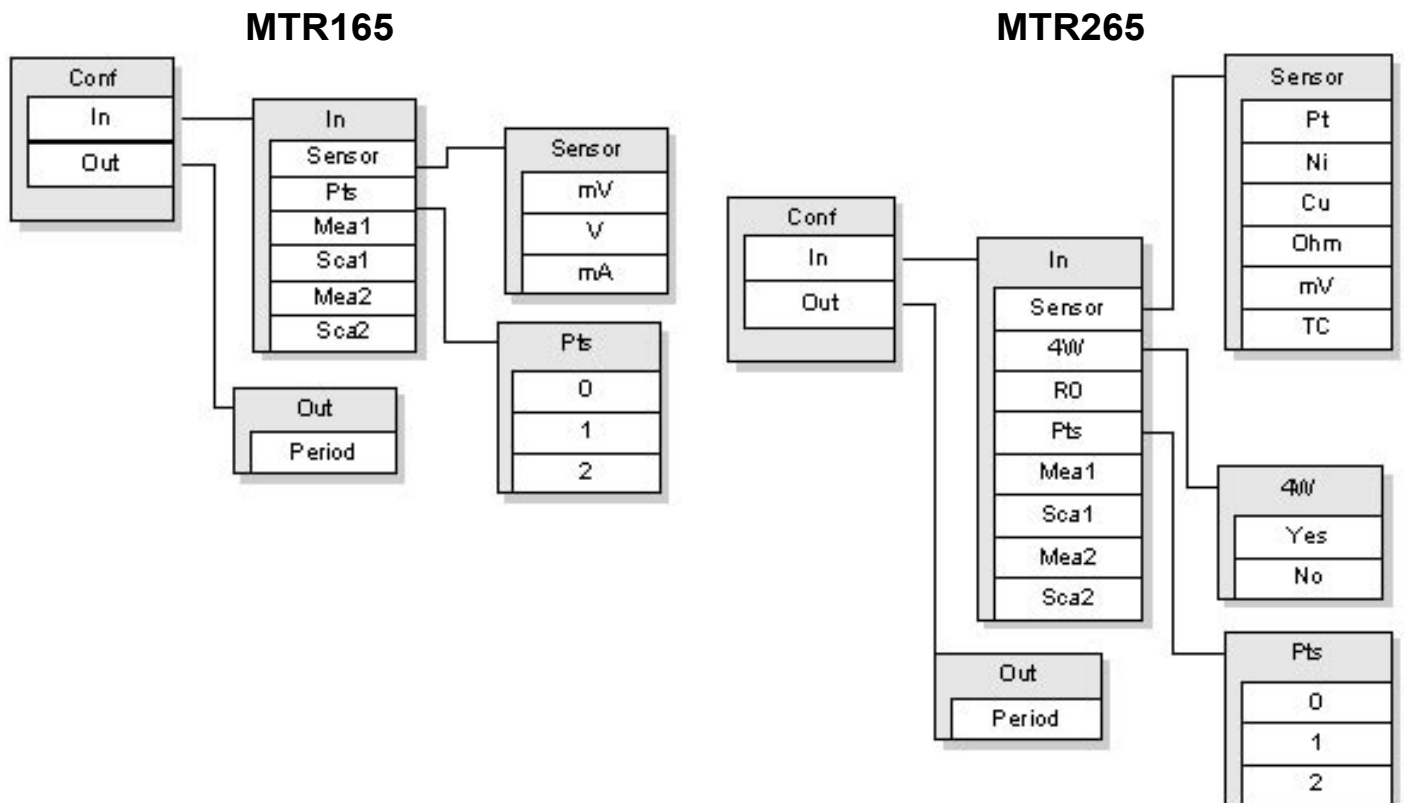 MTR165
Conf
In
Out
In
Sensor
Pts
Mea1
Sca1
Mea2
Sca2
Sensor
mV
V
mA
Pts
0
1
2
Out
Period
MTR265
Conf
In
Out
In
Sensor
4W
R0
Pts
Mea1
Sca1
Mea2
Sca2
Sensor
Pt
Ni
Cu
Ohm
mV
TC
4W
Yes
No
Pts
0
1
2
Out
Period